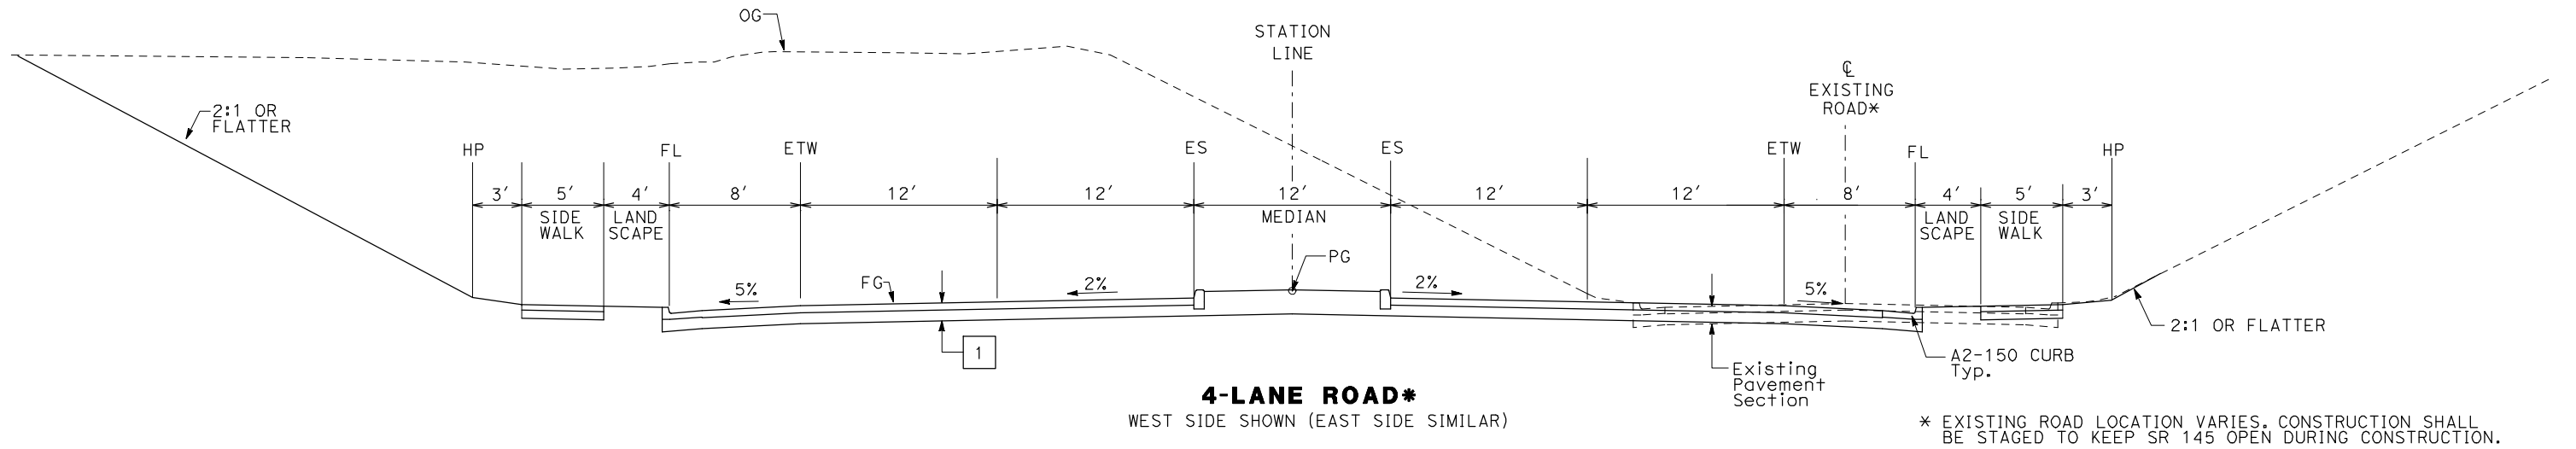 OG
STATION
LINE
℄
EXISTING
ROAD*
2:1 OR
FLATTER
HP
FL
ETW
ES
ES
ETW
FL
HP
3′
5′
4′
8′
12′
12′
12′
12′
12′
8′
4′
5′
3′
SIDE
WALK
LAND
SCAPE
MEDIAN
LAND
SCAPE
SIDE
WALK
PG
5%
FG
2%
2%
5%
2:1 OR FLATTER
1
A2-150 CURB
Typ.
Existing
Pavement
Section
4-LANE ROAD*
WEST SIDE SHOWN (EAST SIDE SIMILAR)
* EXISTING ROAD LOCATION VARIES. CONSTRUCTION SHALL
BE STAGED TO KEEP SR 145 OPEN DURING CONSTRUCTION.